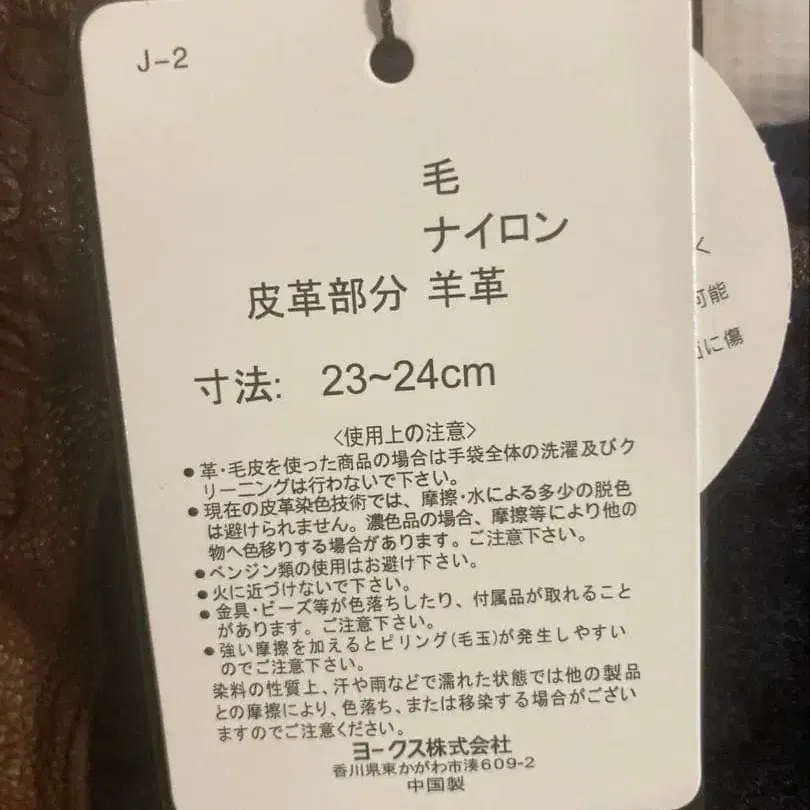 J-2
毛
ナイロン
皮革部分 羊革
寸法: 23~24cm
<使用上の注意>
●革・毛皮を使った商品の場合は手袋全体の洗濯及びク
リーニングは行わないで下さい。
●現在の皮革染色技術では、摩擦・水による多少の脱色
は避けられません。濃色品の場合、摩擦等により他の
物へ色移りする場合があります。ご注意下さい。
●ベンジン類の使用はお避け下さい。
●火に近づけないで下さい。
●金具・ビーズ等が色落ちしたり、付属品が取れること
があります。ご注意下さい。
●強い摩擦を加えるとピリング(毛玉)が発生しやすい
のでご注意下さい。
染料の性質上、汗や雨などで濡れた状態では他の製品
との摩擦により、色落ち、または移染する場合がござい
ますのでご注意ください。
ヨークス株式会社
香川県東かがわ市湊609-2
中国製
く
可能
に傷